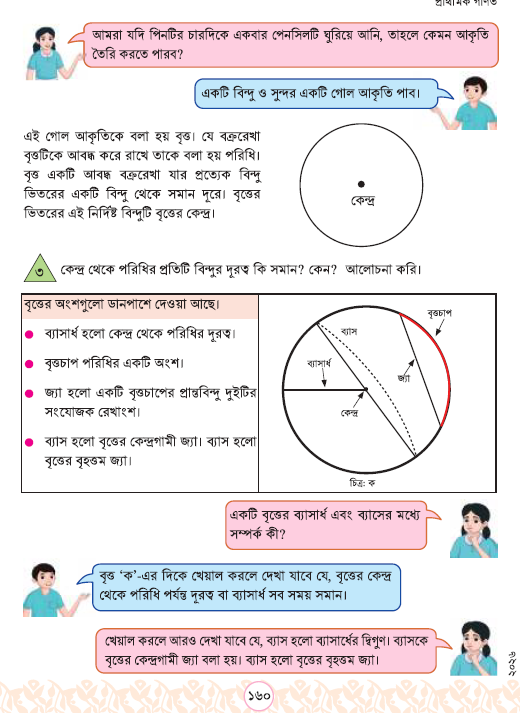 প্রাথমিক গণিত
আমরা যদি পিনটির চারদিকে একবার পেনসিলটি ঘুরিয়ে আনি, তাহলে কেমন আকৃতি
তৈরি করতে পারব?
একটি বিন্দু ও সুন্দর একটি গোল আকৃতি পাব।
এই গোল আকৃতিকে বলা হয় বৃত্ত। যে বক্ররেখা
বৃত্তটিকে আবদ্ধ করে রাখে তাকে বলা হয় পরিধি।
বৃত্ত একটি আবদ্ধ বক্ররেখা যার প্রত্যেক বিন্দু
ভিতরের একটি বিন্দু থেকে সমান দূরে। বৃত্তের
ভিতরের এই নির্দিষ্ট বিন্দুটি বৃত্তের কেন্দ্র।
কেন্দ্র
৩ কেন্দ্র থেকে পরিধির প্রতিটি বিন্দুর দূরত্ব কি সমান? কেন? আলোচনা করি।
বৃত্তের অংশগুলো ডানপাশে দেওয়া আছে।
ব্যাসার্ধ হলো কেন্দ্র থেকে পরিধির দূরত্ব।
বৃত্তচাপ পরিধির একটি অংশ।
জ্যা হলো একটি বৃত্তচাপের প্রান্তবিন্দু দুইটির
সংযোজক রেখাংশ।
ব্যাস হলো বৃত্তের কেন্দ্রগামী জ্যা। ব্যাস হলো
বৃত্তের বৃহত্তম জ্যা।
বৃত্তচাপ
ব্যাস
ব্যাসার্ধ
জ্যা
কেন্দ্র
চিত্র: ক
একটি বৃত্তের ব্যাসার্ধ এবং ব্যাসের মধ্যে
সম্পর্ক কী?
বৃত্ত ‘ক’-এর দিকে খেয়াল করলে দেখা যাবে যে, বৃত্তের কেন্দ্র
থেকে পরিধি পর্যন্ত দূরত্ব বা ব্যাসার্ধ সব সময় সমান।
খেয়াল করলে আরও দেখা যাবে যে, ব্যাস হলো ব্যাসার্ধের দ্বিগুণ। ব্যাসকে
বৃত্তের কেন্দ্রগামী জ্যা বলা হয়। ব্যাস হলো বৃত্তের বৃহত্তম জ্যা।
২০২৬
১৬০